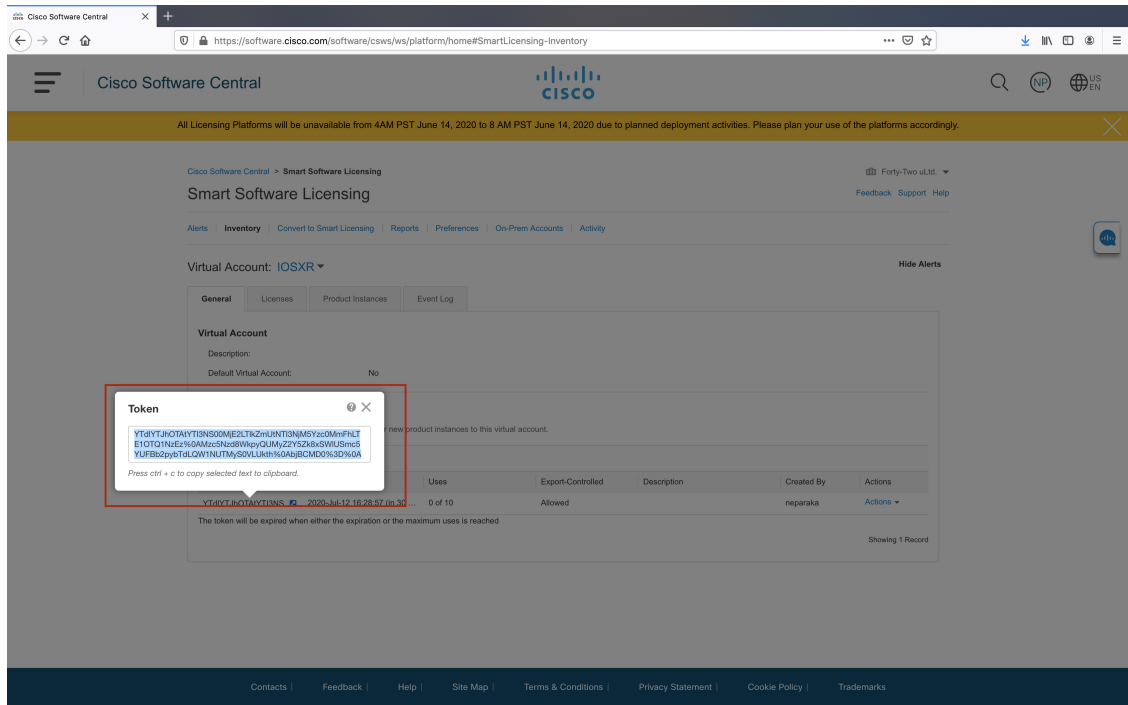 Cisco Software Central
https://software.cisco.com/software/csws/ws/platform/home#SmartLicensing-Inventory
Cisco Software Central
CISCO
NP
US
EN
All Licensing Platforms will be unavailable from 4AM PST June 14, 2020 to 8 AM PST June 14, 2020 due to planned deployment activities. Please plan your use of the platforms accordingly.
Cisco Software Central > Smart Software Licensing
Forty-Two uLtd.
Smart Software Licensing
Feedback Support Help
Alerts | Inventory | Convert to Smart Licensing | Reports | Preferences | On-Prem Accounts | Activity
Virtual Account: IOSXR
Hide Alerts
General Licenses Product Instances Event Log
Virtual Account
Description:
Default Virtual Account: No
Token
new product instances to this virtual account.
Press ctrl + c to copy selected text to clipboard.
Uses Export-Controlled Description Created By Actions
2020-Jul-12 16:28:57 (in 30 ... 0 of 10 Allowed neparaka Actions
The token will be expired when either the expiration or the maximum uses is reached
Showing 1 Record
Contacts | Feedback | Help | Site Map | Terms & Conditions | Privacy Statement | Cookie Policy | Trademarks